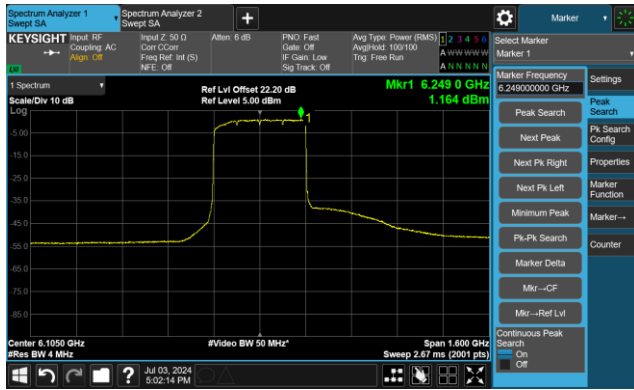 Spectrum Analyzer 1
Swept SA
Spectrum Analyzer 2
Swept SA
+
Marker
KEYSIGHT
Input: RF
Coupling: AC
Align: Off
Input Z: 50 Ω
Corr CCorr
Freq Ref: Int (S)
NFE: Off
Atten: 6 dB
PNO: Fast
Gate: Off
IF Gain: Low
Sig Track: Off
Avg Type: Power (RMS)
Avg|Hold: 100/100
Trig: Free Run
1 2 3 4 5 6
A W W W W W
A N N N N N
Select Marker
Marker 1
1 Spectrum
Scale/Div 10 dB
Log
Ref Lvl Offset 22.20 dB
Ref Level 5.00 dBm
Mkr1 6.249 0 GHz
1.164 dBm
1
-5.00
-15.0
-25.0
-35.0
-45.0
-55.0
-65.0
-75.0
-85.0
Center 6.1050 GHz
#Res BW 4 MHz
#Video BW 50 MHz*
Span 1.600 GHz
Sweep 2.67 ms (2001 pts)
Marker Frequency
6.249000000 GHz
Peak Search
Next Peak
Next Pk Right
Next Pk Left
Minimum Peak
Pk-Pk Search
Marker Delta
Mkr→CF
Mkr→Ref Lvl
Continuous Peak
Search
On
Off
Settings
Peak
Search
Pk Search
Config
Properties
Marker
Function
Marker→
Counter
?
Jul 03, 2024
5:02:14 PM